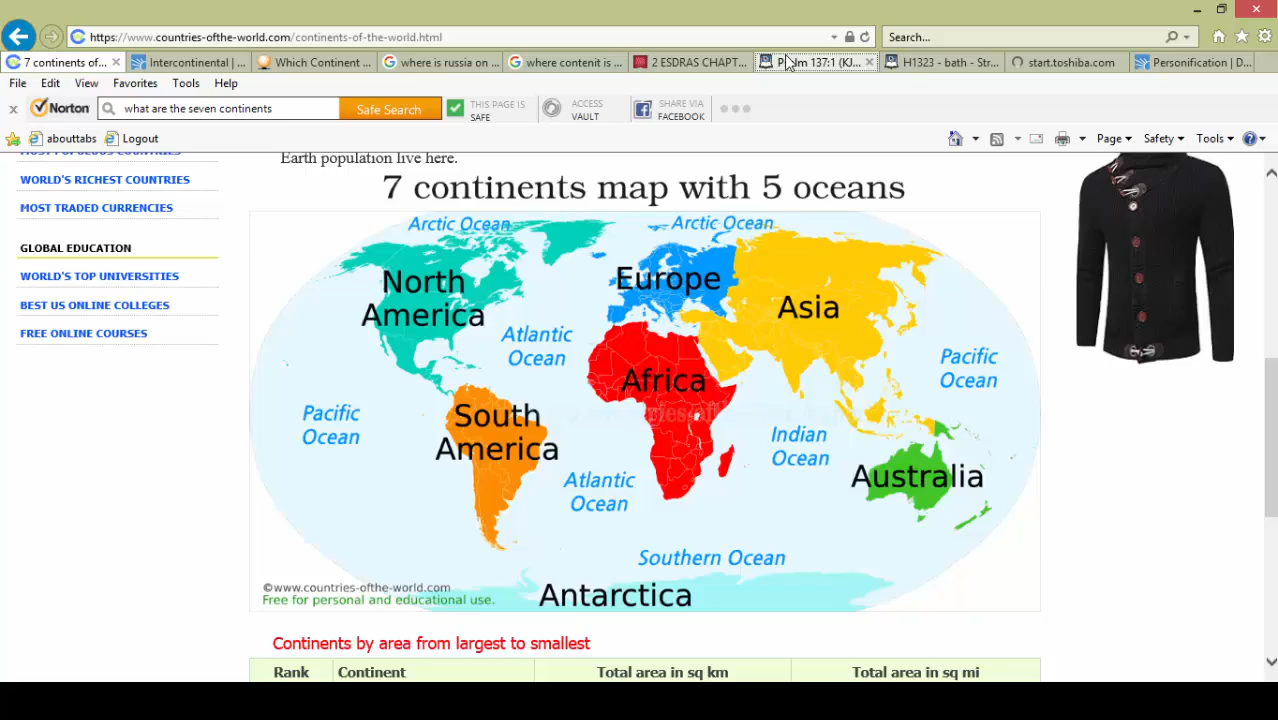 https://www.countries-ofthe-world.com/continents-of-the-world.html
Search...
7 continents of...
Intercontinental |...
Which Continent ...
where is russia on ...
where contenit is ...
2 ESDRAS CHAPT...
137:1 (KJ...
H1323 - bath - Str...
start.toshiba.com
Personification | D...
File Edit View Favorites Tools Help
x Norton
what are the seven continents
Safe Search
THIS PAGE IS
SAFE
ACCESS
VAULT
SHARE VIA
FACEBOOK
abouttabs
Logout
Page
Safety
Tools
MOST POPULOUS COUNTRIES
WORLD'S RICHEST COUNTRIES
MOST TRADED CURRENCIES
GLOBAL EDUCATION
WORLD'S TOP UNIVERSITIES
BEST US ONLINE COLLEGES
FREE ONLINE COURSES
Earth population live here.
7 continents map with 5 oceans
Arctic Ocean
Arctic Ocean
North
America
Europe
Asia
Atlantic
Ocean
Pacific
Ocean
Africa
Pacific
Ocean
South
America
Indian
Ocean
Atlantic
Ocean
Australia
Southern Ocean
Antarctica
©www.countries-ofthe-world.com
Free for personal and educational use.
Continents by area from largest to smallest
Rank Continent Total area in sq km Total area in sq mi